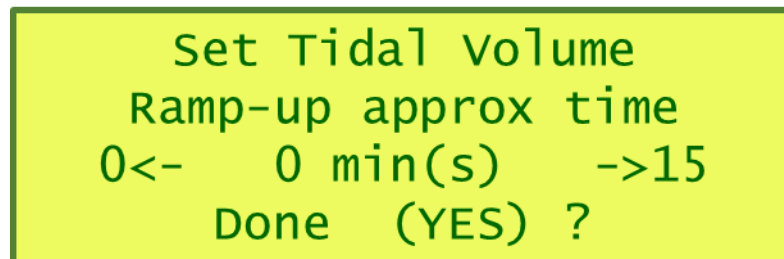 Set Tidal Volume
Ramp-up approx time
0<- 0 min(s) ->15
Done (YES) ?